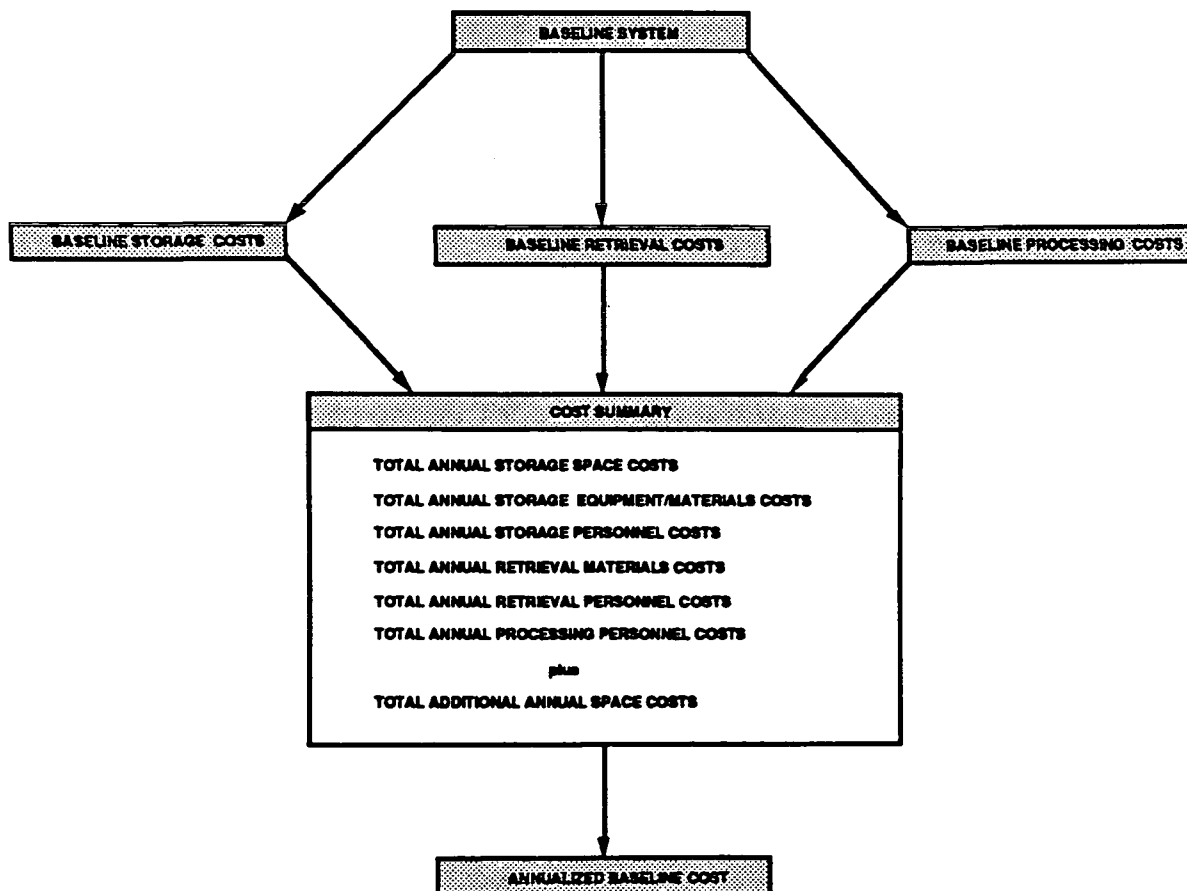 BASELINE SYSTEM
BASELINE STORAGE COSTS
BASELINE RETRIEVAL COSTS
BASELINE PROCESSING COSTS
COST SUMMARY
TOTAL ANNUAL STORAGE SPACE COSTS
TOTAL ANNUAL STORAGE EQUIPMENT/MATERIALS COSTS
TOTAL ANNUAL STORAGE PERSONNEL COSTS
TOTAL ANNUAL RETRIEVAL MATERIALS COSTS
TOTAL ANNUAL RETRIEVAL PERSONNEL COSTS
TOTAL ANNUAL PROCESSING PERSONNEL COSTS
plus
TOTAL ADDITIONAL ANNUAL SPACE COSTS
ANNUALIZED BASELINE COST